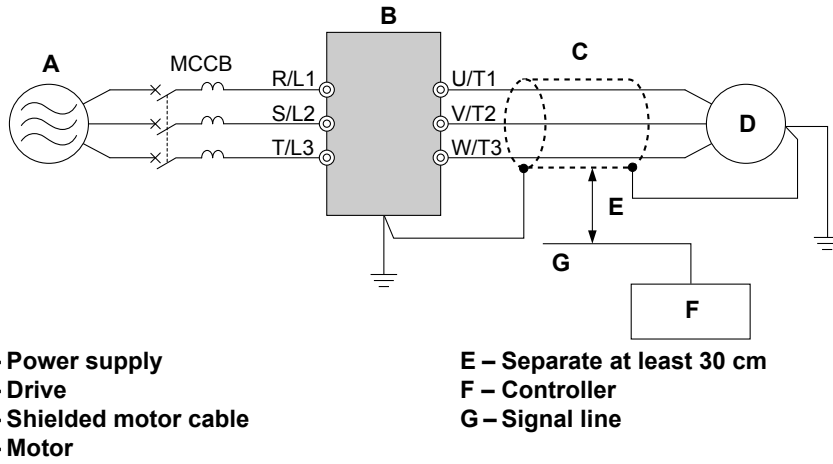 B
A
MCCB
C
R/L1
U/T1
S/L2
V/T2
D
T/L3
W/T3
E
G
F
– Power supply
– Drive
– Shielded motor cable
– Motor
E – Separate at least 30 cm
F – Controller
G – Signal line